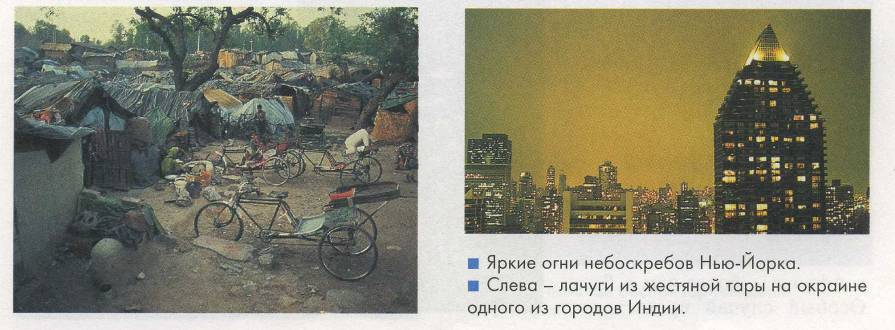 Яркие огни небоскребов Нью-Йорка.
Слева – лачуги из жестяной тары на окраине
одного из городов Индии.